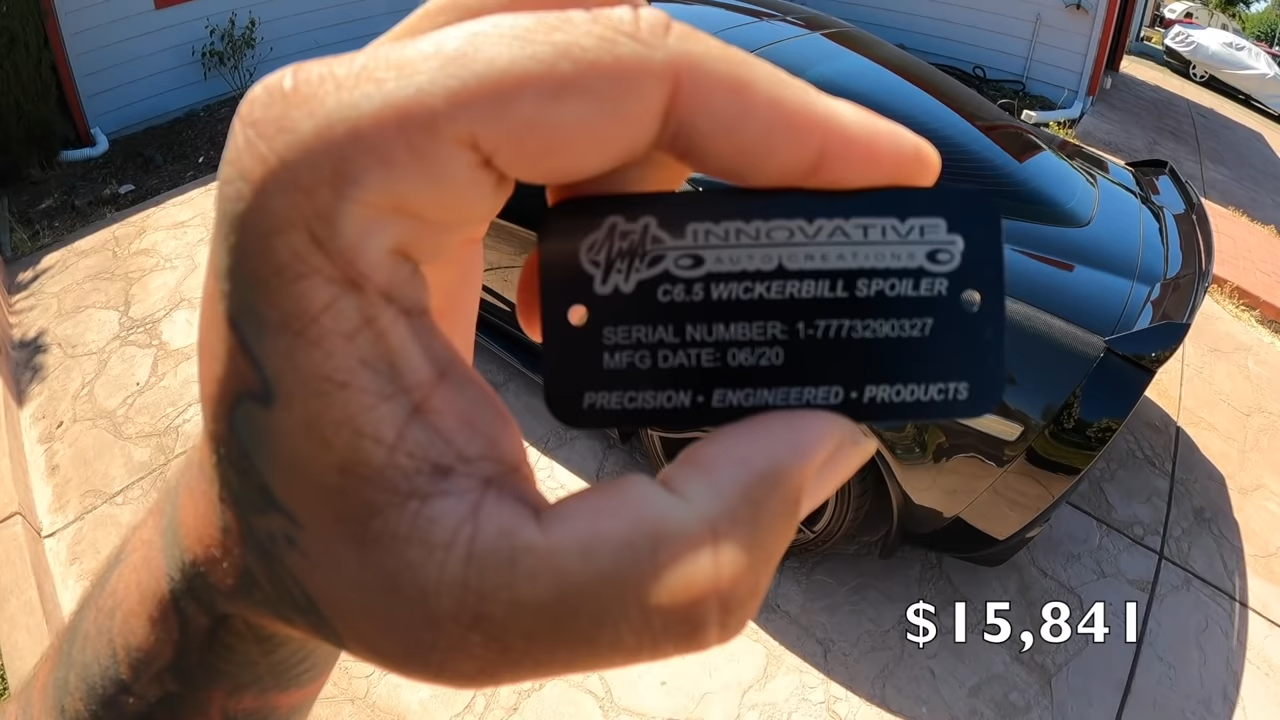 INNOVATIVE
AUTO CREATIONS
C6.5 WICKERBILL SPOILER
SERIAL NUMBER: 1-7773290327
MFG DATE: 06/20
PRECISION • ENGINEERED • PRODUCTS
$15,841